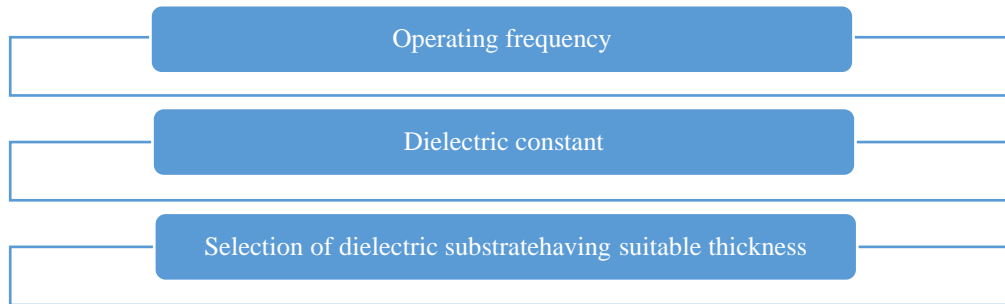 Operating frequency
Dielectric constant
Selection of dielectric substratehaving suitable thickness